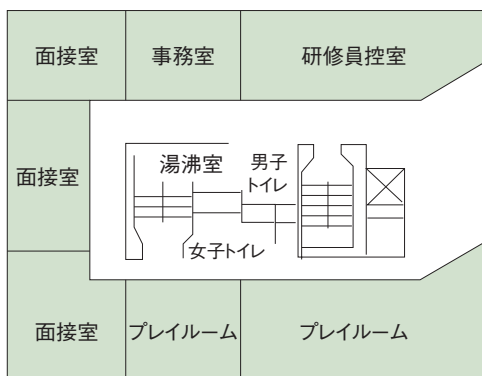 面接室
事務室
研修員控室
面接室
湯沸室
男子
トイレ
女子トイレ
面接室
プレイルーム
プレイルーム